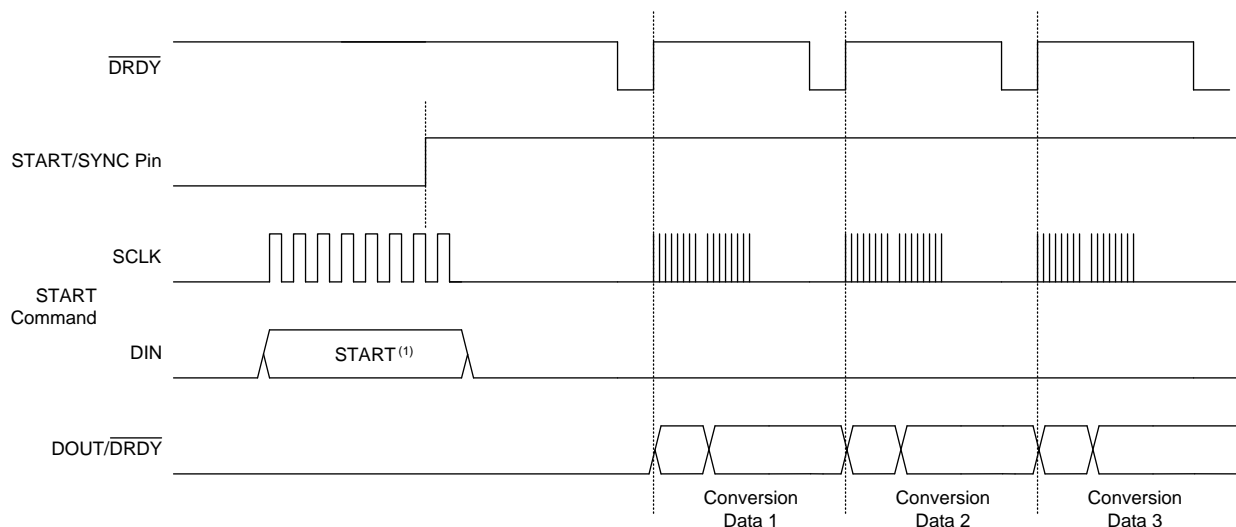 DRDY
START/SYNC Pin
SCLK
START
Command
DIN
START (1)
DOUT/DRDY
Conversion
Data 1
Conversion
Data 2
Conversion
Data 3